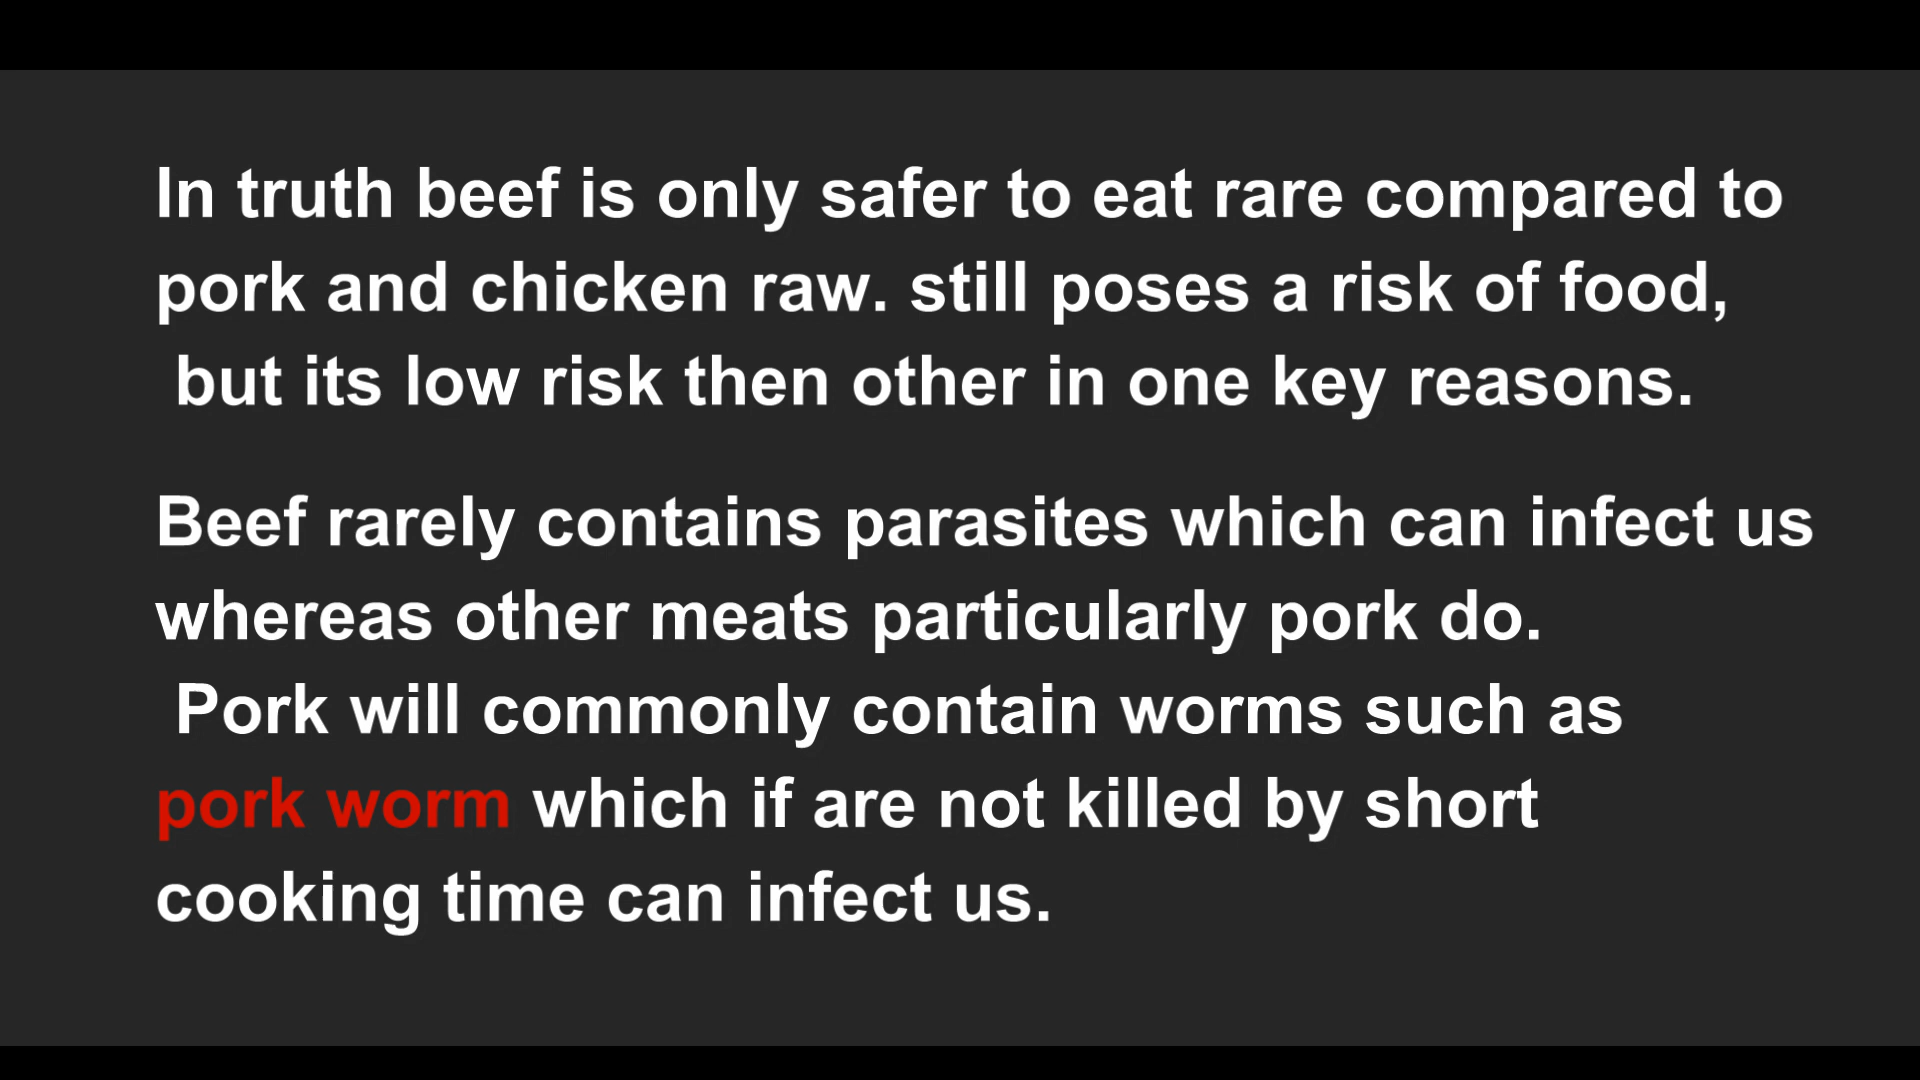 In truth beef is only safer to eat rare compared to
pork and chicken raw. still poses a risk of food,
but its low risk then other in one key reasons.
Beef rarely contains parasites which can infect us
whereas other meats particularly pork do.
Pork will commonly contain worms such as
pork worm which if are not killed by short
cooking time can infect us.